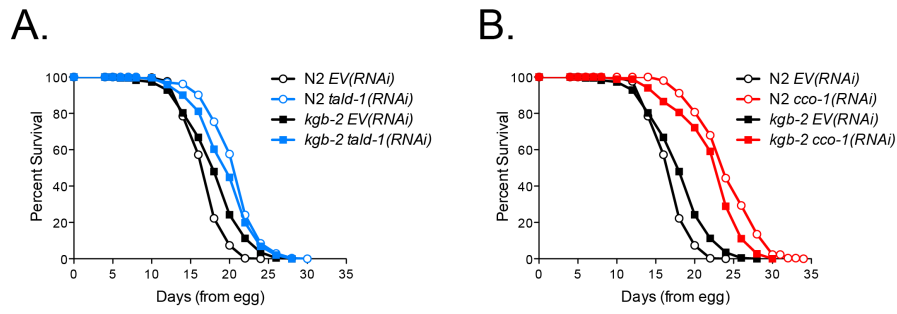 A.
B.
N2 EV(RNAi)
N2 tald-1(RNAi)
kgb-2 EV(RNAi)
kgb-2 tald-1(RNAi)
Percent Survival
100
80
60
40
20
0
0 5 10 15 20 25 30 35
Days (from egg)
N2 EV(RNAi)
N2 cco-1(RNAi)
kgb-2 EV(RNAi)
kgb-2 cco-1(RNAi)
Percent Survival
100
80
60
40
20
0
0 5 10 15 20 25 30 35
Days (from egg)